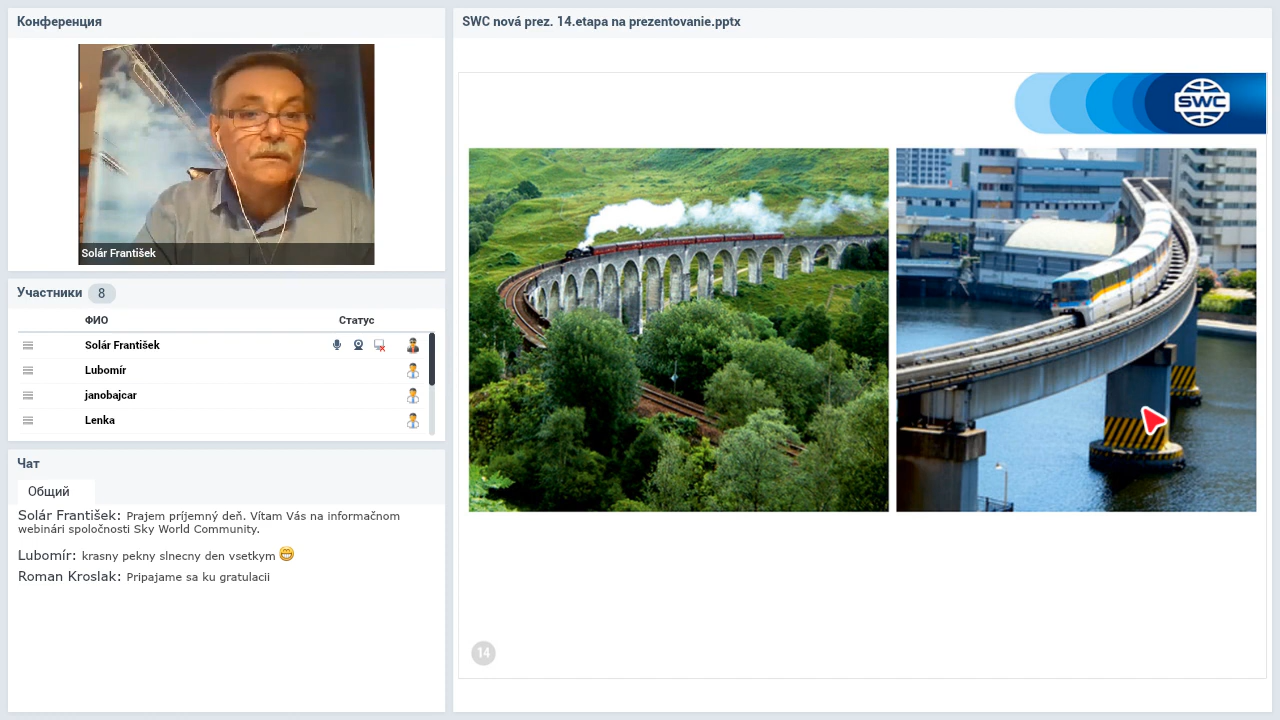 Конференция
Solár František
Участники 8
ФИО Статус
Solár František
Lubomír
janobajcar
Lenka
Чат
Общий
Solár František: Prajem príjemný deň. Vítam Vás na informačnom
webinári spoločnosti Sky World Community.
Lubomír: krasny pekny slnecny den vsetkym
Roman Kroslak: Pripajame sa ku gratulacii
SWC nová prez. 14.etapa na prezentovanie.pptx
SWC
14